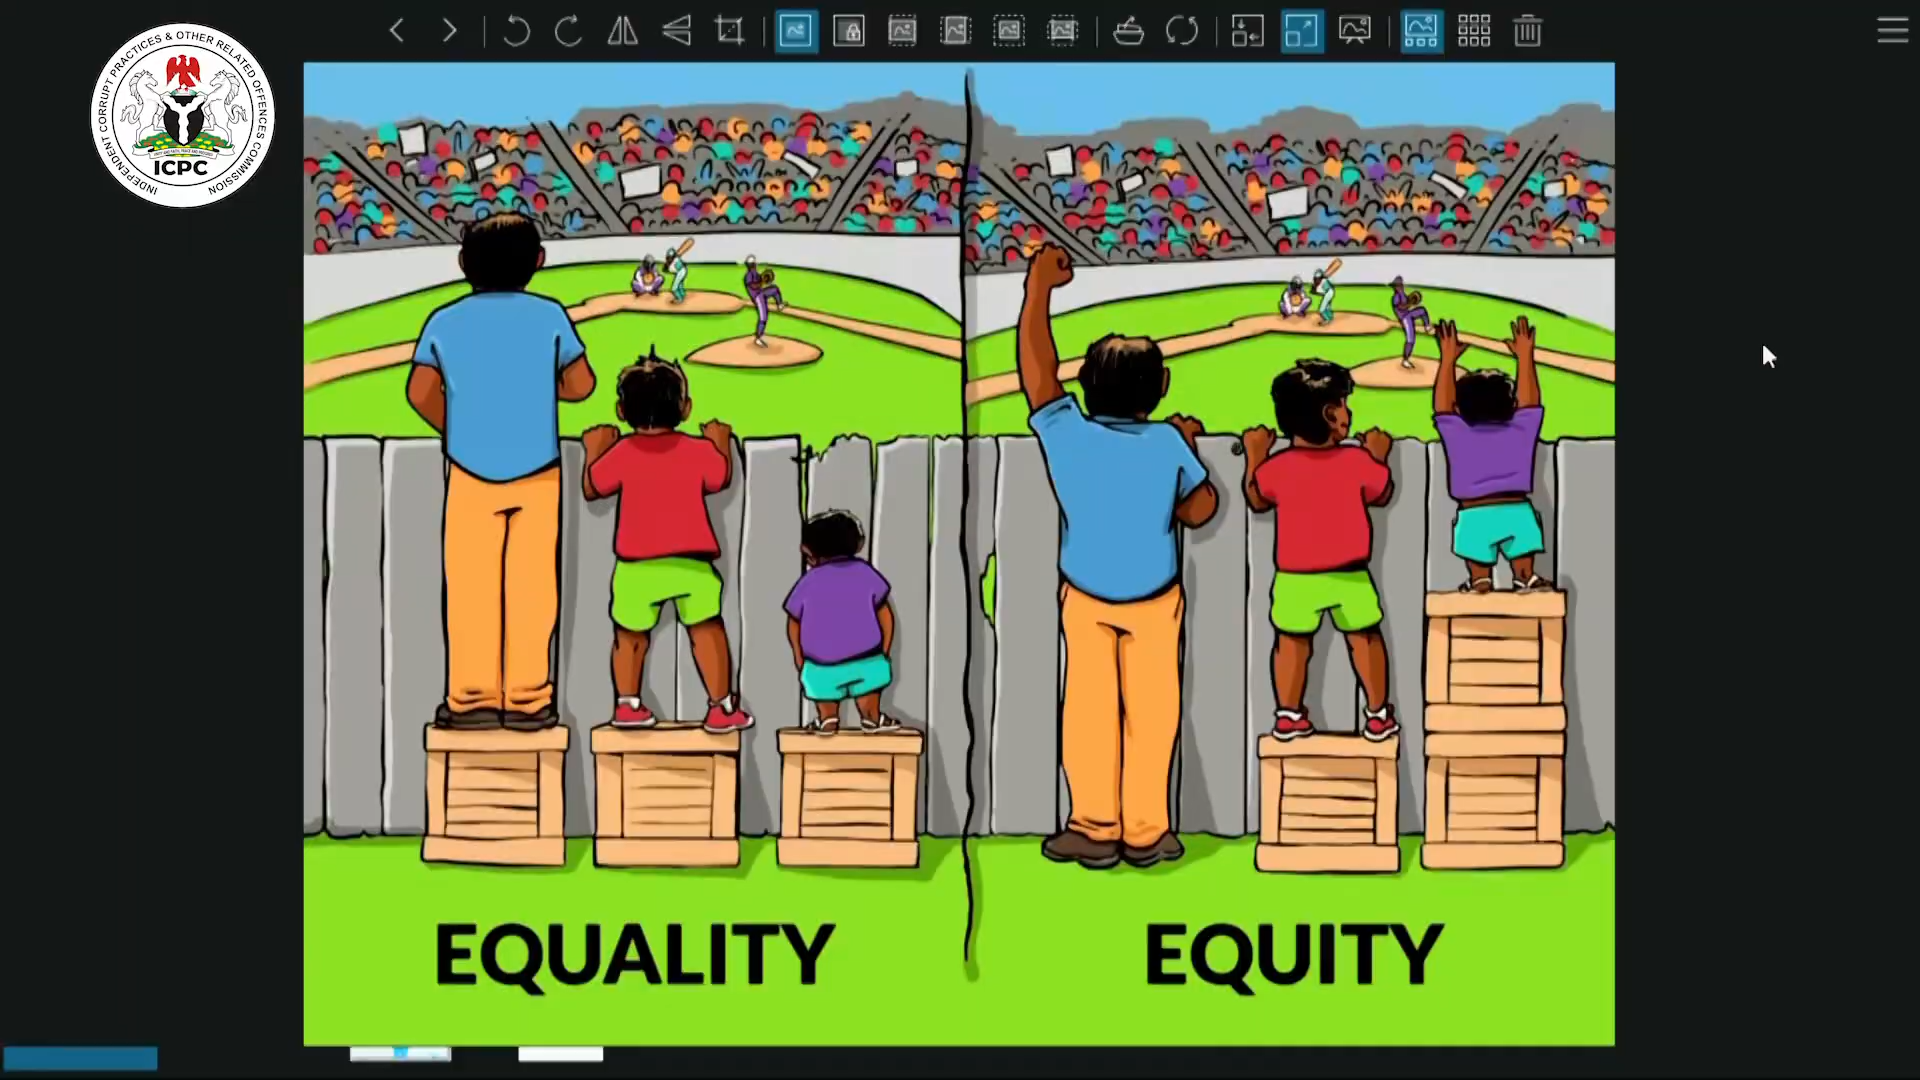 INDEPENDENT CORRUPT PRACTICES & OTHER RELATED OFFENCES COMMISSION
ICPC
EQUALITY
EQUITY